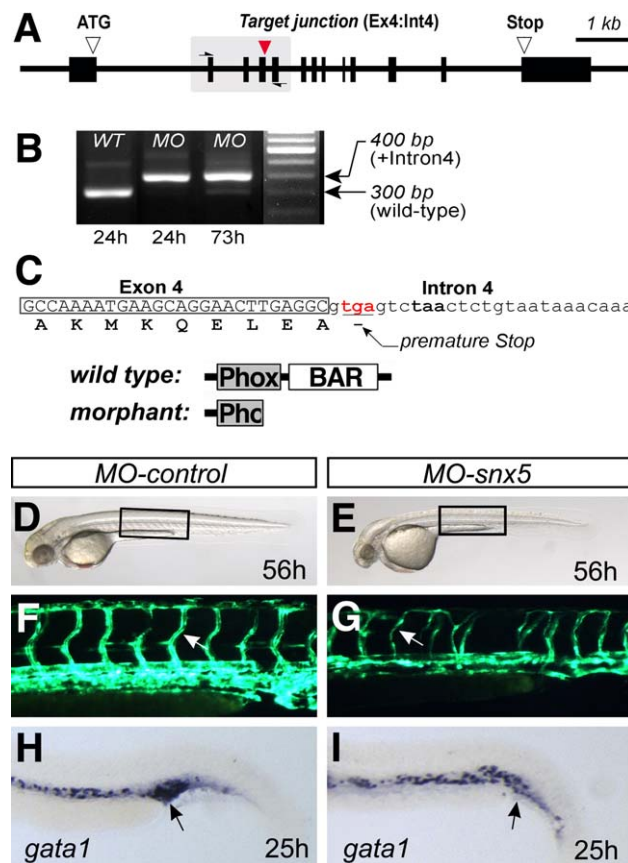 A
ATG
Target junction (Ex4:Int4)
Stop
1 kb
B
WT MO MO
24h 24h 73h
400 bp
(+Intron4)
300 bp
(wild-type)
C
Exon 4 Intron 4
GCCAAAATGAAGCAGGAACTTGAGGCgtgagtctaactctgtaataaacaaa
A K M K Q E L E A –
premature Stop
wild type: Phox BAR
morphant: Pho
MO-control MO-snx5
D 56h E 56h
F G
H gata1 25h I gata1 25h